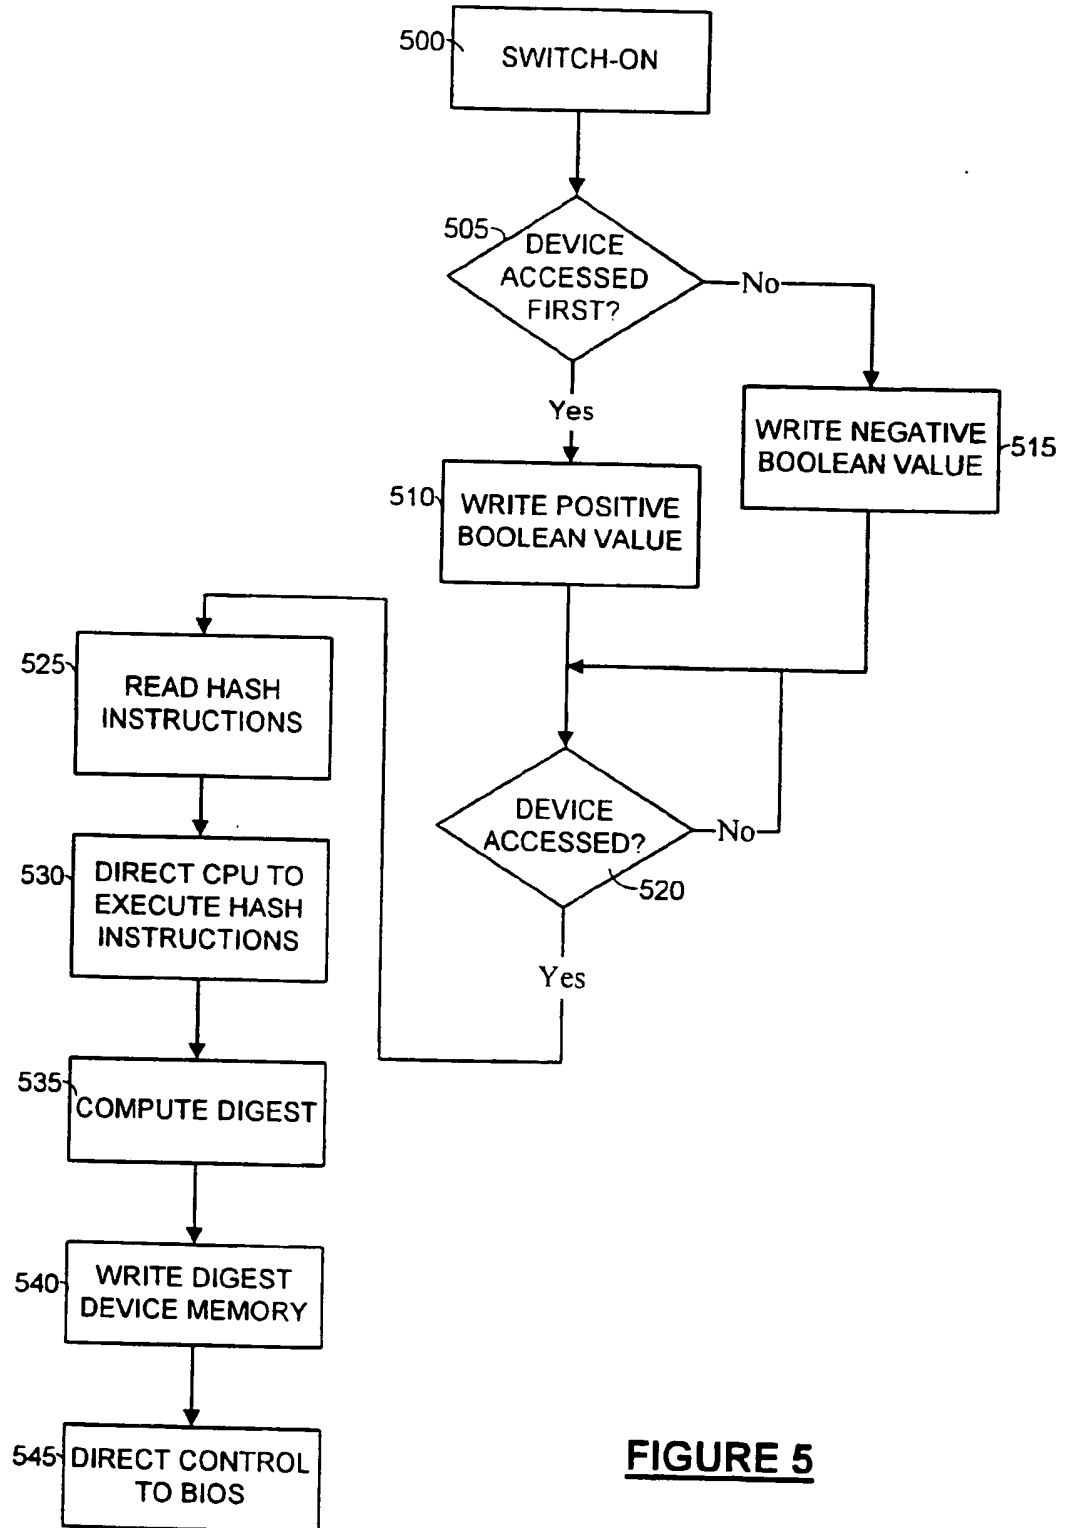 500
SWITCH-ON
505
DEVICE
ACCESSED
FIRST?
No
Yes
WRITE NEGATIVE
BOOLEAN VALUE
515
510
WRITE POSITIVE
BOOLEAN VALUE
525
READ HASH
INSTRUCTIONS
DEVICE
ACCESSED?
No
520
Yes
530
DIRECT CPU TO
EXECUTE HASH
INSTRUCTIONS
535
COMPUTE DIGEST
540
WRITE DIGEST
DEVICE MEMORY
545
DIRECT CONTROL
TO BIOS
FIGURE 5